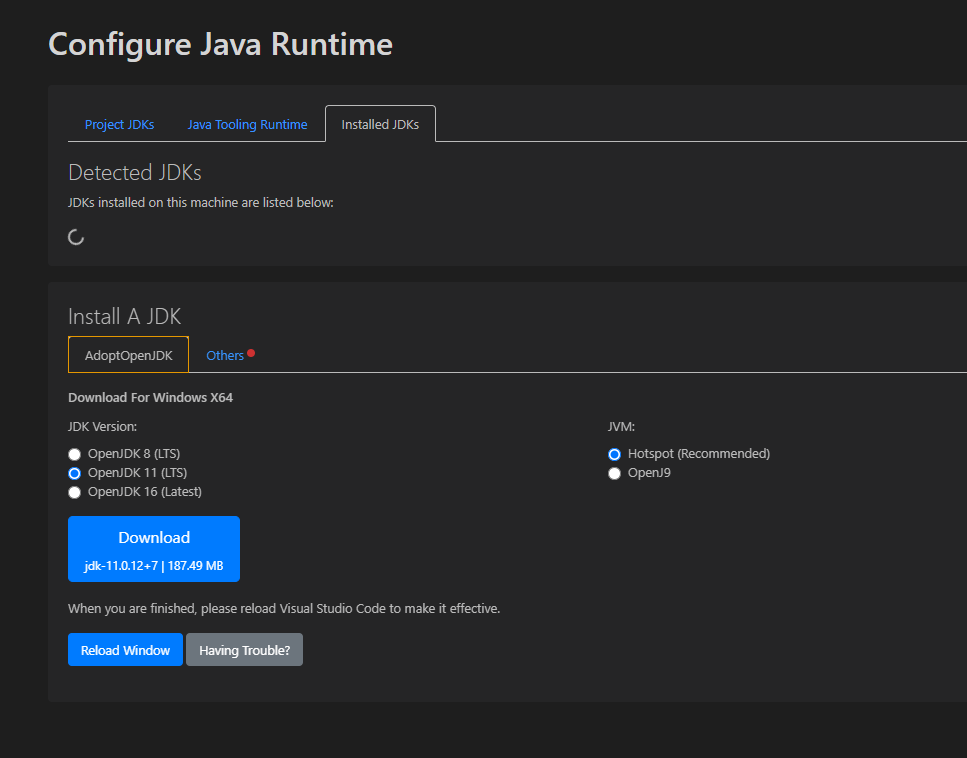 Configure Java Runtime
Project JDKs
Java Tooling Runtime
Installed JDKs
Detected JDKs
JDKs installed on this machine are listed below:
Install A JDK
AdoptOpenJDK
Others
Download For Windows X64
JDK Version:
OpenJDK 8 (LTS)
OpenJDK 11 (LTS)
OpenJDK 16 (Latest)
JVM:
Hotspot (Recommended)
OpenJ9
Download
jdk-11.0.12+7 | 187.49 MB
When you are finished, please reload Visual Studio Code to make it effective.
Reload Window
Having Trouble?